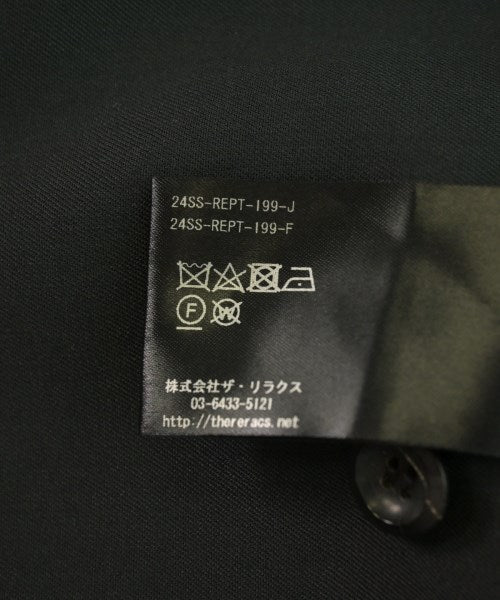 24SS-REPT-199-J
24SS-REPT-199-F
F W
株式会社ザ・リラクス
03-6433-5121
http://thereracs.net